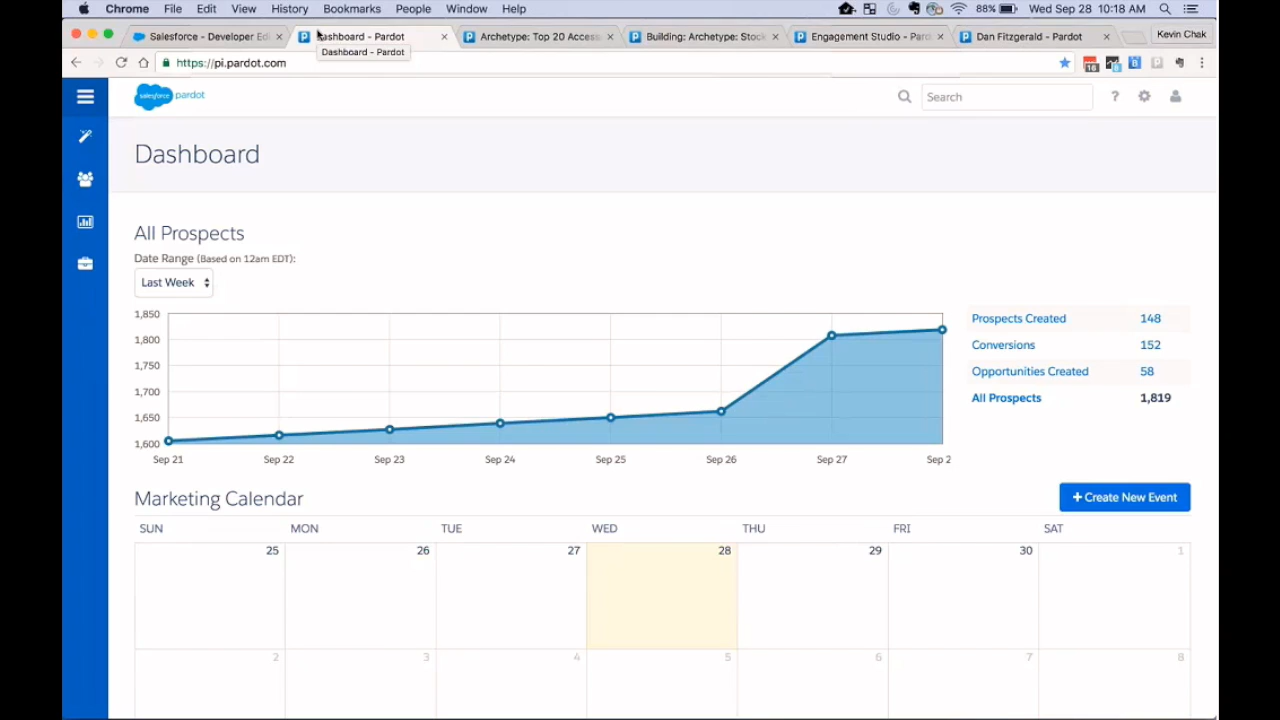 Chrome File Edit View History Bookmarks People Window Help 88% Wed Sep 28 10:18 AM
Salesforce - Developer Edi Dashboard - Pardot Archetype: Top 20 Access Building: Archetype: Stock Engagement Studio - Par Dan Fitzgerald - Pardot Kevin Chak
Dashboard - Pardot
https://pi.pardot.com 16
salesforce pardot Search ?
Dashboard
All Prospects
Date Range (Based on 12am EDT):
Last Week
1,850
1,800
1,750
1,700
1,650
1,600
Sep 21 Sep 22 Sep 23 Sep 24 Sep 25 Sep 26 Sep 27 Sep 2
Prospects Created 148
Conversions 152
Opportunities Created 58
All Prospects 1,819
Marketing Calendar + Create New Event
SUN MON TUE WED THU FRI SAT
25 26 27 28 29 30 1
2 3 4 5 6 7 8